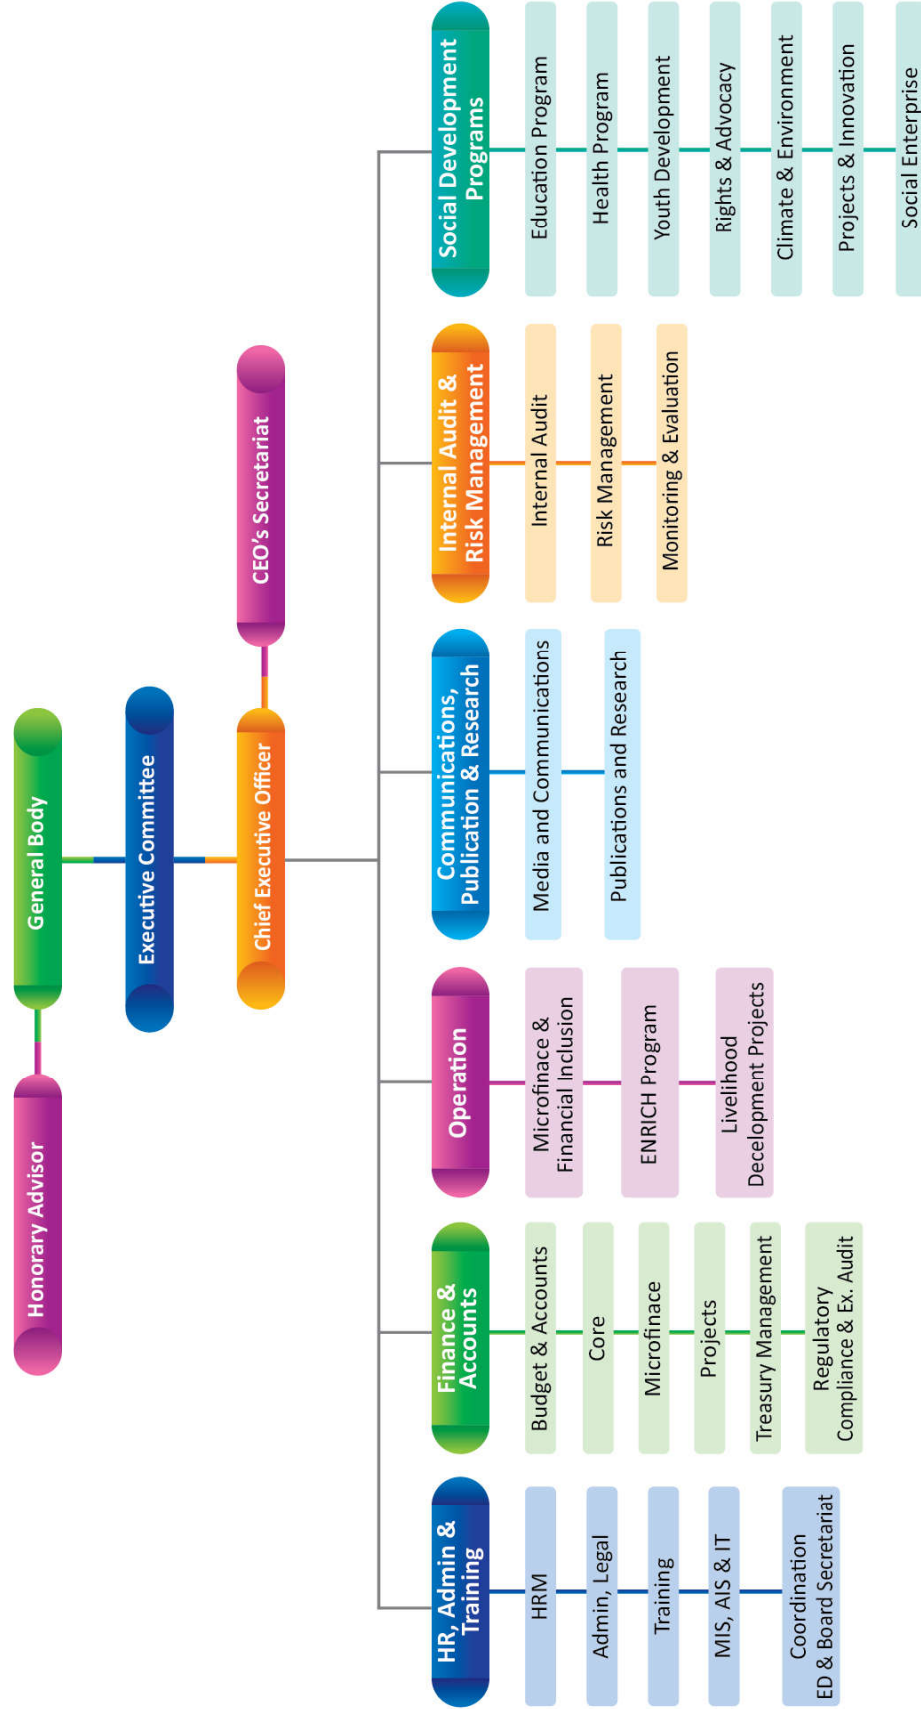 Honorary Advisor
General Body
Executive Committee
Chief Executive Officer
CEO's Secretariat
HR, Admin &
Training
HRM
Admin, Legal
Training
MIS, AIS & IT
Coordination
ED & Board Secretariat
Finance &
Accounts
Budget & Accounts
Core
Microfinace
Projects
Treasury Management
Regulatory
Compliance & Ex. Audit
Operation
Microfinace &
Financial Inclusion
ENRICH Program
Livelihood
Decelopment Projects
Communications,
Publication & Research
Media and Communications
Publications and Research
Internal Audit &
Risk Management
Internal Audit
Risk Management
Monitoring & Evaluation
Social Development
Programs
Education Program
Health Program
Youth Development
Rights & Advocacy
Climate & Environment
Projects & Innovation
Social Enterprise